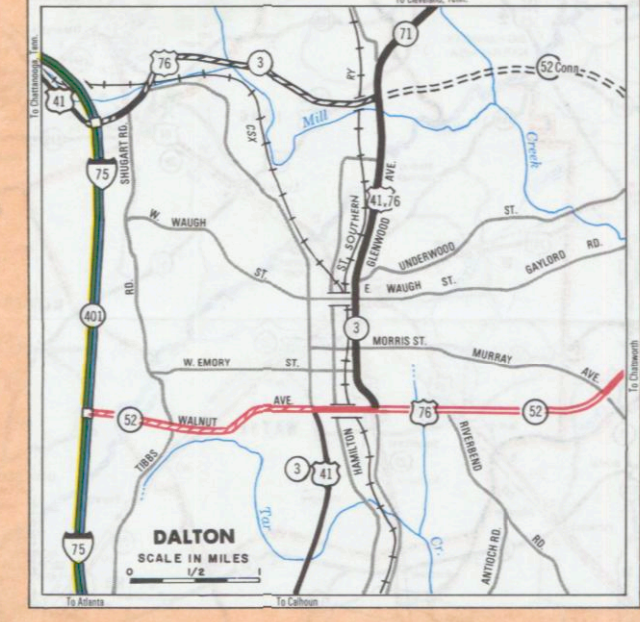 To Cleveland, Tenn.
To Chattanooga, Tenn.
71
76
3
RY
52 Conn.
41
Mill
Creek
CSX
SHUGART RD.
75
AVE.
41,76
W. WAUGH ST.
SOUTHERN
GLENWOOD
ST.
UNDERWOOD ST.
GAYLORD RD.
E. WAUGH ST.
RD.
401
3
MORRIS ST.
MURRAY AVE.
To Chatsworth
W. EMORY ST.
52
WALNUT AVE.
76
52
TIBBS
HAMILTON
RIVERBEND RD.
3
41
Tar
Cr.
ANTIOCH RD.
75
DALTON
SCALE IN MILES
0 1/2 1
To Atlanta
To Calhoun